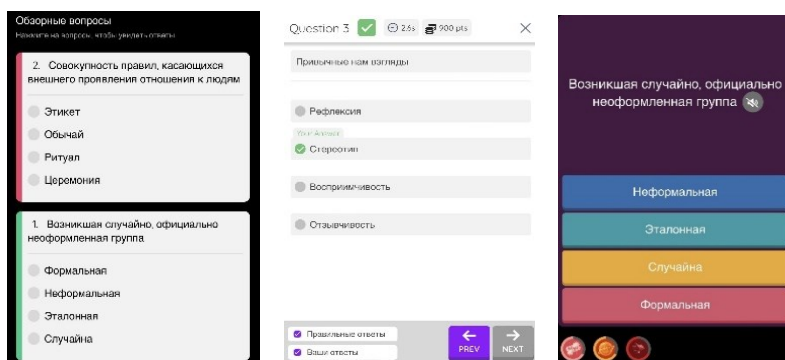 Обзорные вопросы
Нажмите на вопросы, чтобы увидеть ответы
2. Совокупность правил, касающихся
внешнего проявления отношения к людям
Этикет
Обычай
Ритуал
Церемония
1. Возникшая случайно, официально
неоформленная группа
Формальная
Неформальная
Эталонная
Случайна
Question 3
2.6s
900 pts
Привычные нам взгляды
Рефлексия
Your Answer
Стереотип
Восприимчивость
Отзывчивость
Правильные ответы
Ваши ответы
PREV
NEXT
Возникшая случайно, официально
неоформленная группа
Неформальная
Эталонная
Случайна
Формальная